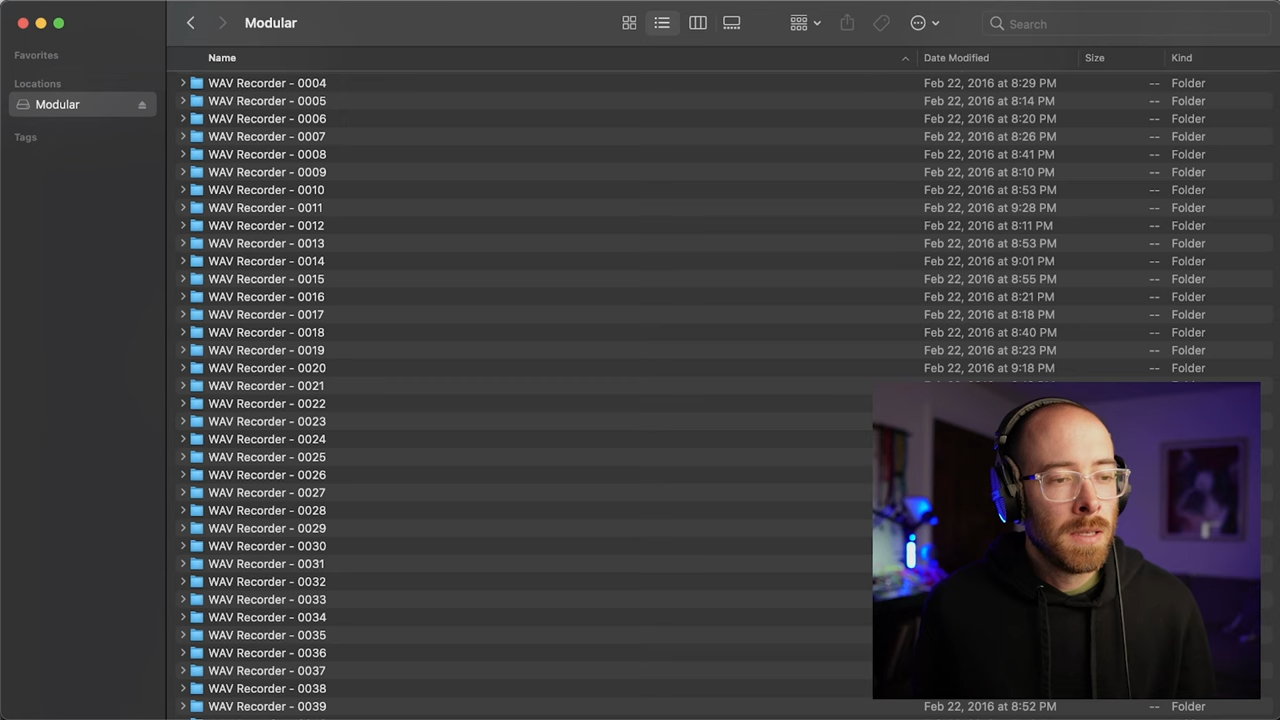 Modular
Search
Favorites
Locations
Modular
Tags
Name Date Modified Size Kind
WAV Recorder - 0004 Feb 22, 2016 at 8:29 PM -- Folder
WAV Recorder - 0005 Feb 22, 2016 at 8:14 PM -- Folder
WAV Recorder - 0006 Feb 22, 2016 at 8:20 PM -- Folder
WAV Recorder - 0007 Feb 22, 2016 at 8:26 PM -- Folder
WAV Recorder - 0008 Feb 22, 2016 at 8:41 PM -- Folder
WAV Recorder - 0009 Feb 22, 2016 at 8:10 PM -- Folder
WAV Recorder - 0010 Feb 22, 2016 at 8:53 PM -- Folder
WAV Recorder - 0011 Feb 22, 2016 at 9:28 PM -- Folder
WAV Recorder - 0012 Feb 22, 2016 at 8:11 PM -- Folder
WAV Recorder - 0013 Feb 22, 2016 at 8:53 PM -- Folder
WAV Recorder - 0014 Feb 22, 2016 at 9:01 PM -- Folder
WAV Recorder - 0015 Feb 22, 2016 at 8:55 PM -- Folder
WAV Recorder - 0016 Feb 22, 2016 at 8:21 PM -- Folder
WAV Recorder - 0017 Feb 22, 2016 at 8:18 PM -- Folder
WAV Recorder - 0018 Feb 22, 2016 at 8:40 PM -- Folder
WAV Recorder - 0019 Feb 22, 2016 at 8:23 PM -- Folder
WAV Recorder - 0020 Feb 22, 2016 at 9:18 PM -- Folder
WAV Recorder - 0021
WAV Recorder - 0022
WAV Recorder - 0023
WAV Recorder - 0024
WAV Recorder - 0025
WAV Recorder - 0026
WAV Recorder - 0027
WAV Recorder - 0028
WAV Recorder - 0029
WAV Recorder - 0030
WAV Recorder - 0031
WAV Recorder - 0032
WAV Recorder - 0033
WAV Recorder - 0034
WAV Recorder - 0035
WAV Recorder - 0036
WAV Recorder - 0037
WAV Recorder - 0038
WAV Recorder - 0039 Feb 22, 2016 at 8:52 PM -- Folder